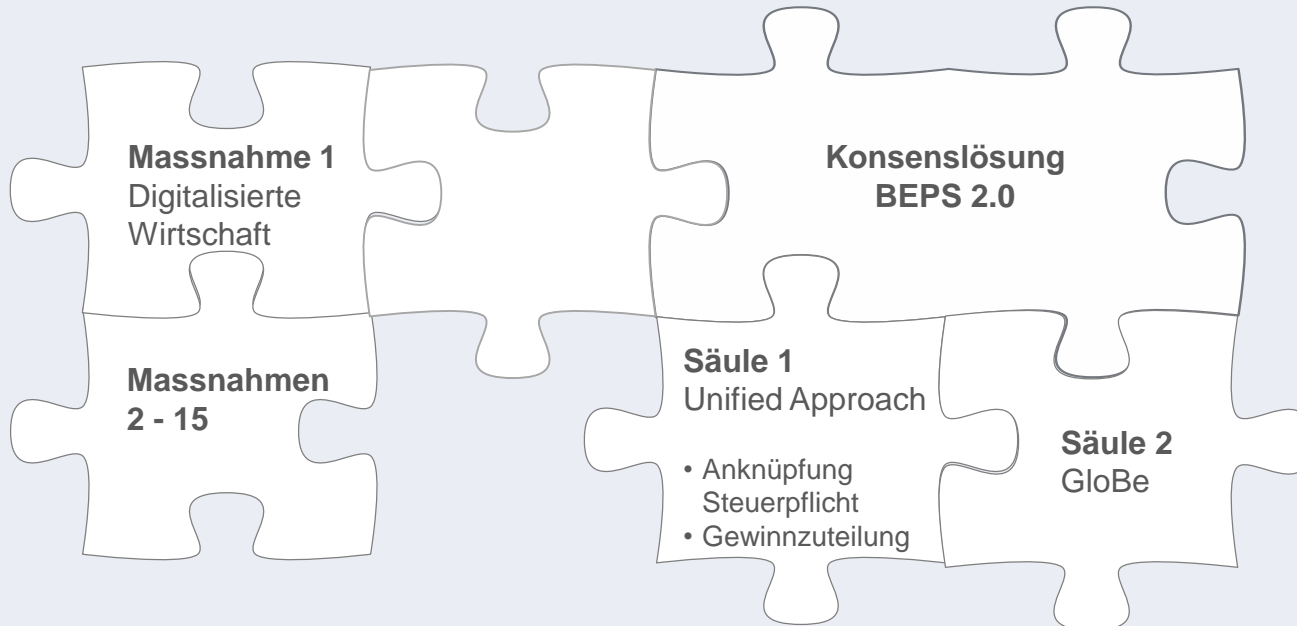 Massnahme 1
Digitalisierte
Wirtschaft
Konsenslösung
BEPS 2.0
Massnahmen
2 - 15
Säule 1
Unified Approach
• Anknüpfung
Steuerpflicht
• Gewinnzuteilung
Säule 2
GloBe